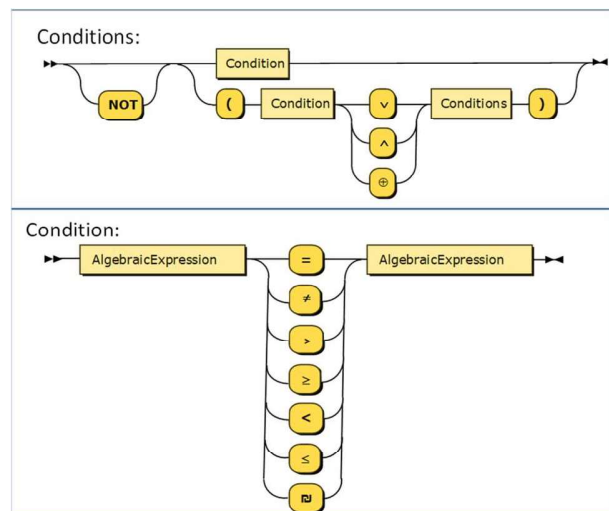 Conditions:
Condition
NOT
( Condition ∨ Conditions )
∧
⊕
Condition:
AlgebraicExpression = AlgebraicExpression
≠
>
≥
<
≤
₪